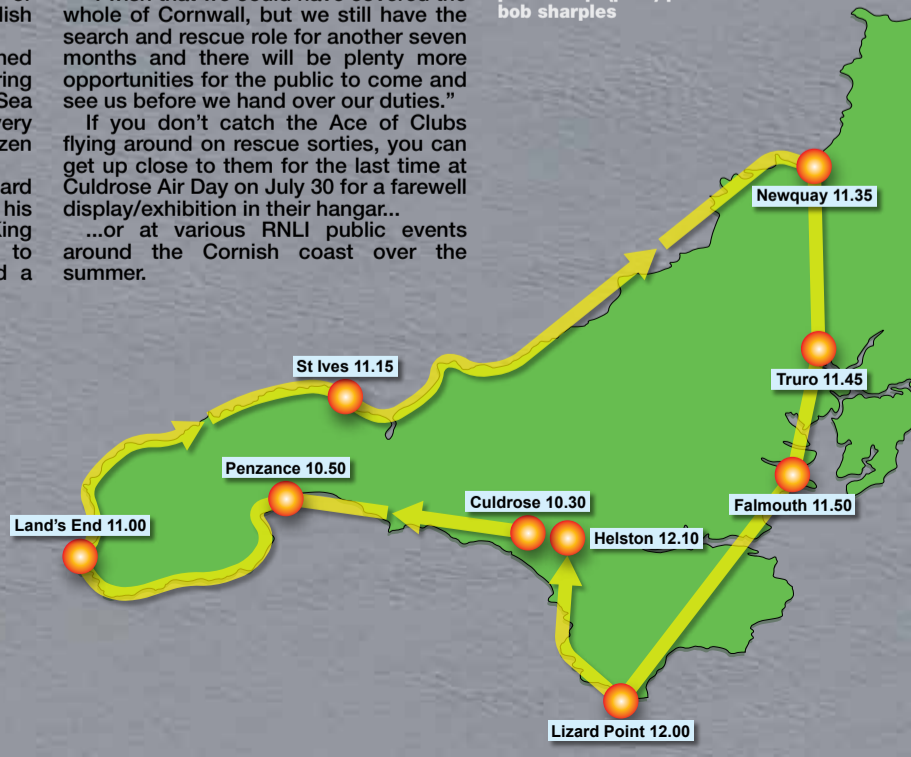 whole of Cornwall, but we still have the
search and rescue role for another seven
months and there will be plenty more
opportunities for the public to come and
see us before we hand over our duties.”
If you don’t catch the Ace of Clubs
flying around on rescue sorties, you can
get up close to them for the last time at
Culdrose Air Day on July 30 for a farewell
display/exhibition in their hangar...
...or at various RNLI public events
around the Cornish coast over the
summer.
bob sharples
Newquay 11.35
Truro 11.45
St Ives 11.15
Penzance 10.50
Culdrose 10.30
Falmouth 11.50
Land’s End 11.00
Helston 12.10
Lizard Point 12.00